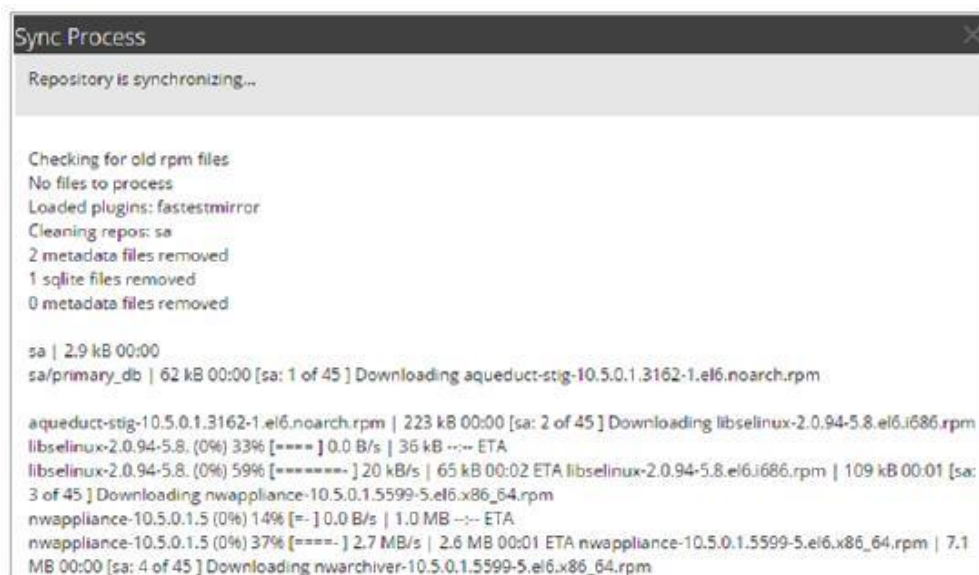 Sync Process
Repository is synchronizing...
Checking for old rpm files
No files to process
Loaded plugins: fastestmirror
Cleaning repos: sa
2 metadata files removed
1 sqlite files removed
0 metadata files removed
sa | 2.9 kB 00:00
sa/primary_db | 62 kB 00:00 [sa: 1 of 45 ] Downloading aqueduct-stig-10.5.0.1.3162-1.el6.noarch.rpm
aqueduct-stig-10.5.0.1.3162-1.el6.noarch.rpm | 223 kB 00:00 [sa: 2 of 45 ] Downloading libselinux-2.0.94-5.8.el6.i686.rpm
libselinux-2.0.94-5.8. (0%) 33% [==== ] 0.0 B/s | 36 kB --:-- ETA
libselinux-2.0.94-5.8. (0%) 59% [=======- ] 20 kB/s | 65 kB 00:02 ETA libselinux-2.0.94-5.8.el6.i686.rpm | 109 kB 00:01 [sa:
3 of 45 ] Downloading nwappliance-10.5.0.1.5599-5.el6.x86_64.rpm
nwappliance-10.5.0.1.5 (0%) 14% [=- ] 0.0 B/s | 1.0 MB --:-- ETA
nwappliance-10.5.0.1.5 (0%) 37% [====- ] 2.7 MB/s | 2.6 MB 00:01 ETA nwappliance-10.5.0.1.5599-5.el6.x86_64.rpm | 7.1
MB 00:00 [sa: 4 of 45 ] Downloading nwarchiver-10.5.0.1.5599-5.el6.x86_64.rpm